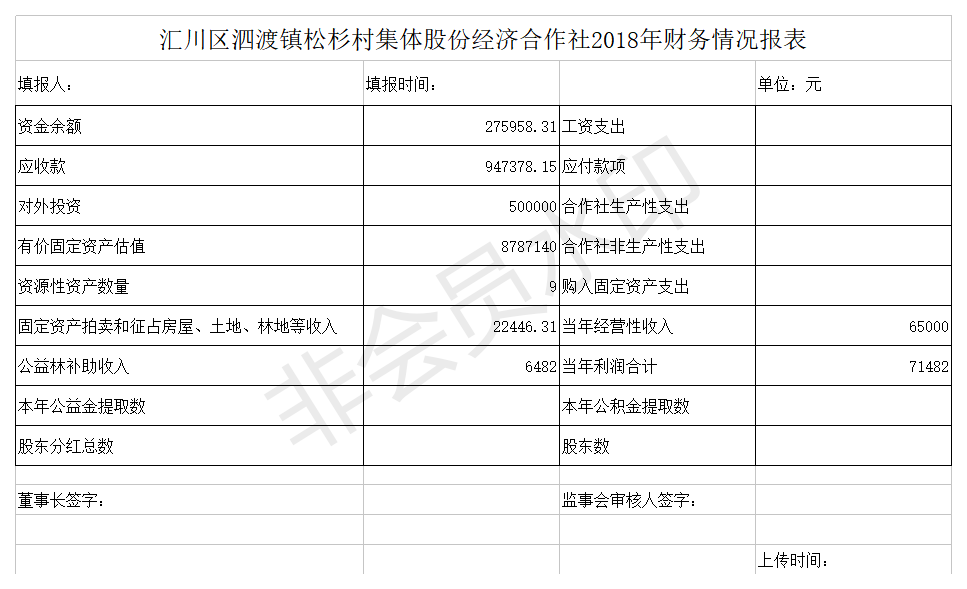 汇川区泗渡镇松杉村集体股份经济合作社2018年财务情况报表
填报人： 填报时间： 单位：元
资金余额 275958.31 工资支出
应收款 947378.15 应付款项
对外投资 500000 合作社生产性支出
有价固定资产估值 8787140 合作社非生产性支出
资源性资产数量 9 购入固定资产支出
固定资产拍卖和征占房屋、土地、林地等收入 22446.31 当年经营性收入 65000
公益林补助收入 6482 当年利润合计 71482
本年公益金提取数 本年公积金提取数
股东分红总数 股东数
董事长签字： 监事会审核人签字：
上传时间：
非会员水印